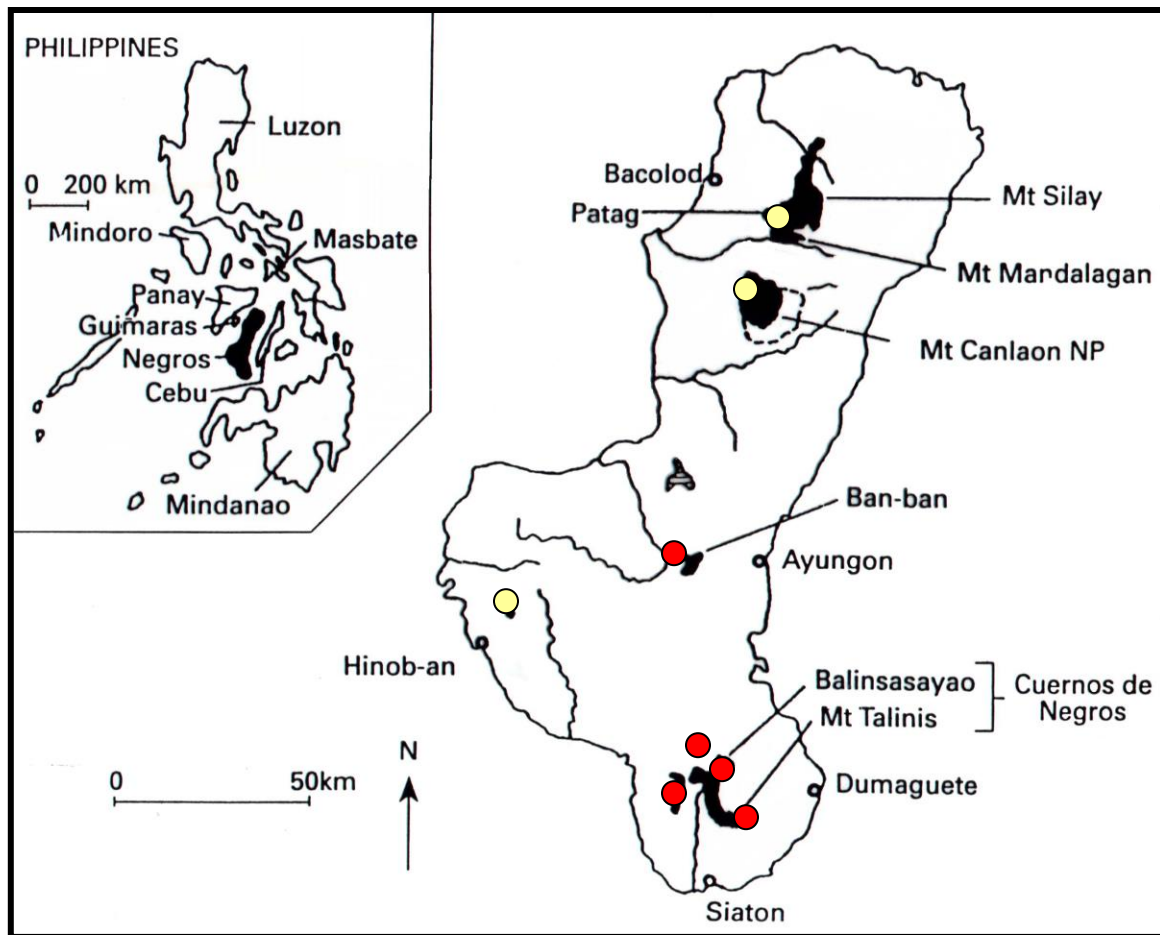 PHILIPPINES
Luzon
0 200 km
Mindoro
Masbate
Panay
Guimaras
Negros
Cebu
Mindanao
Bacolod
Patag
Mt Silay
Mt Mandalagan
Mt Canlaon NP
Ban-ban
Ayungon
Hinob-an
Balinsasayao
Mt Talinis
Cuernos de
Negros
N
0 50km
Dumaguete
Siaton